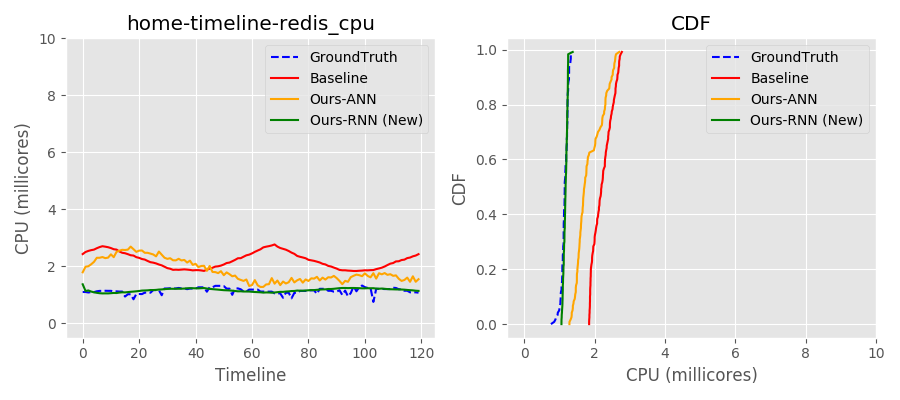 home-timeline-redis_cpu
CPU (millicores)
10
8
6
4
2
0
0
20
40
60
80
100
120
Timeline
GroundTruth
Baseline
Ours-ANN
Ours-RNN (New)
CDF
CDF
1.0
0.8
0.6
0.4
0.2
0.0
0
2
4
6
8
10
CPU (millicores)
GroundTruth
Baseline
Ours-ANN
Ours-RNN (New)